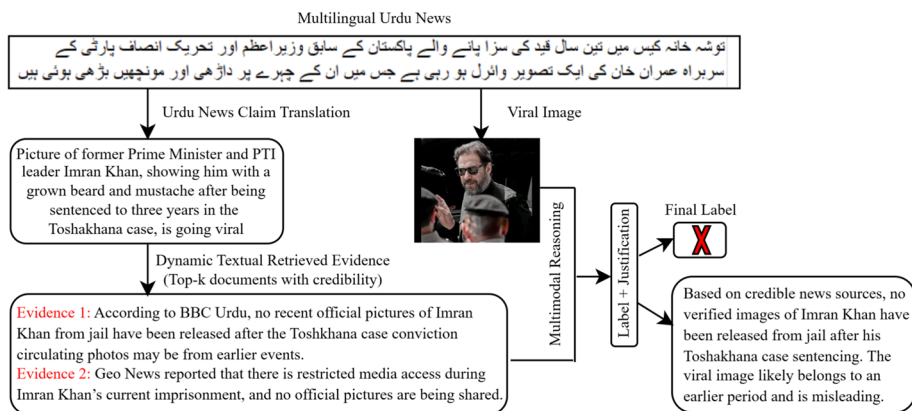 Multilingual Urdu News
توشہ خانہ کیس میں تین سال قید کی سزا پانے والے پاکستان کے سابق وزیراعظم اور تحریک انصاف پارٹی کے
سربراہ عمران خان کی ایک تصویر وائرل ہو رہی ہے جس میں ان کے چہرے پر داڑھی اور مونچھیں بڑھی ہوئی ہیں
Urdu News Claim Translation
Viral Image
Picture of former Prime Minister and PTI
leader Imran Khan, showing him with a
grown beard and mustache after being
sentenced to three years in the
Toshakhana case, is going viral
Dynamic Textual Retrieved Evidence
(Top-k documents with credibility)
Evidence 1: According to BBC Urdu, no recent official pictures of Imran
Khan from jail have been released after the Toshkhana case conviction
circulating photos may be from earlier events.
Evidence 2: Geo News reported that there is restricted media access during
Imran Khan's current imprisonment, and no official pictures are being shared.
Multimodal Reasoning
Label + Justification
Final Label
X
Based on credible news sources, no
verified images of Imran Khan have
been released from jail after his
Toshakhana case sentencing. The
viral image likely belongs to an
earlier period and is misleading.